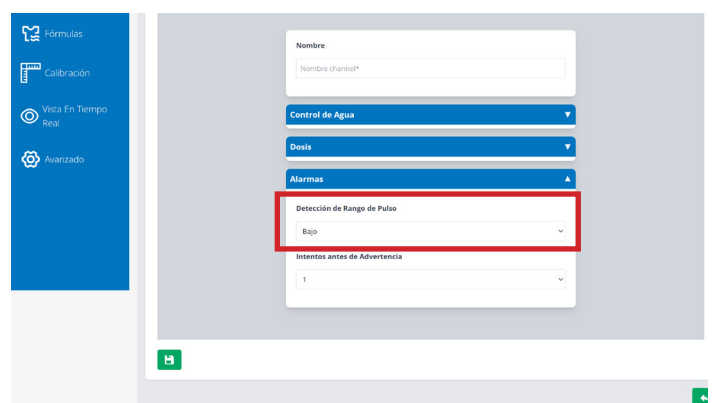 Fórmulas
Calibración
Vista En Tiempo
Real
Avanzado
Nombre
Nombre channel*
Control de Agua
Dosis
Alarmas
Detección de Rango de Pulso
Bajo
Intentos antes de Advertencia
1